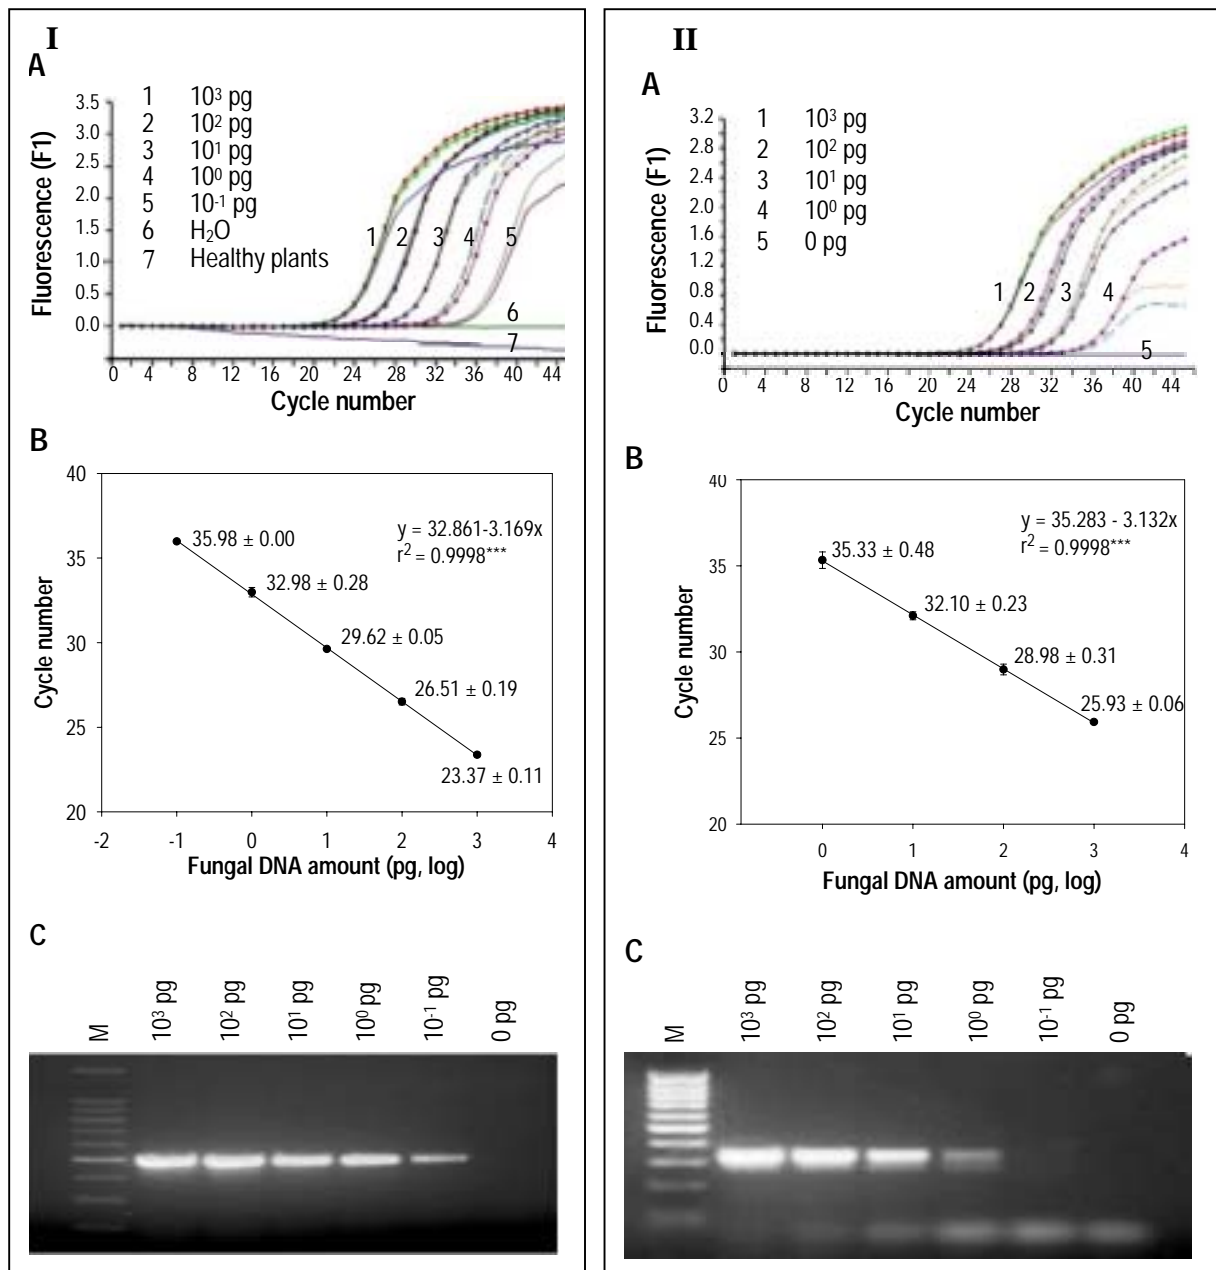 I
A
1 10³ pg
2 10² pg
3 10¹ pg
4 10⁰ pg
5 10⁻¹ pg
6 H₂O
7 Healthy plants
Fluorescence (F1)
3.5
3.0
2.5
2.0
1.5
1.0
0.5
0.0
1 2 3 4 5
6
7
0 4 8 12 16 20 24 28 32 36 40 44
Cycle number
B
Cycle number
40
35
30
25
20
y = 32.861-3.169x
r² = 0.9998***
35.98 ± 0.00
32.98 ± 0.28
29.62 ± 0.05
26.51 ± 0.19
23.37 ± 0.11
-2 -1 0 1 2 3 4
Fungal DNA amount (pg, log)
C
M 10³ pg 10² pg 10¹ pg 10⁰ pg 10⁻¹ pg 0 pg
II
A
1 10³ pg
2 10² pg
3 10¹ pg
4 10⁰ pg
5 0 pg
Fluorescence (F1)
3.2
2.8
2.4
2.0
1.6
1.2
0.8
0.4
0.0
1 2 3 4
5
0 4 8 12 16 20 24 28 32 36 40 44
Cycle number
B
Cycle number
40
35
30
25
20
y = 35.283 - 3.132x
r² = 0.9998***
35.33 ± 0.48
32.10 ± 0.23
28.98 ± 0.31
25.93 ± 0.06
0 1 2 3 4
Fungal DNA amount (pg, log)
C
M 10³ pg 10² pg 10¹ pg 10⁰ pg 10⁻¹ pg 0 pg